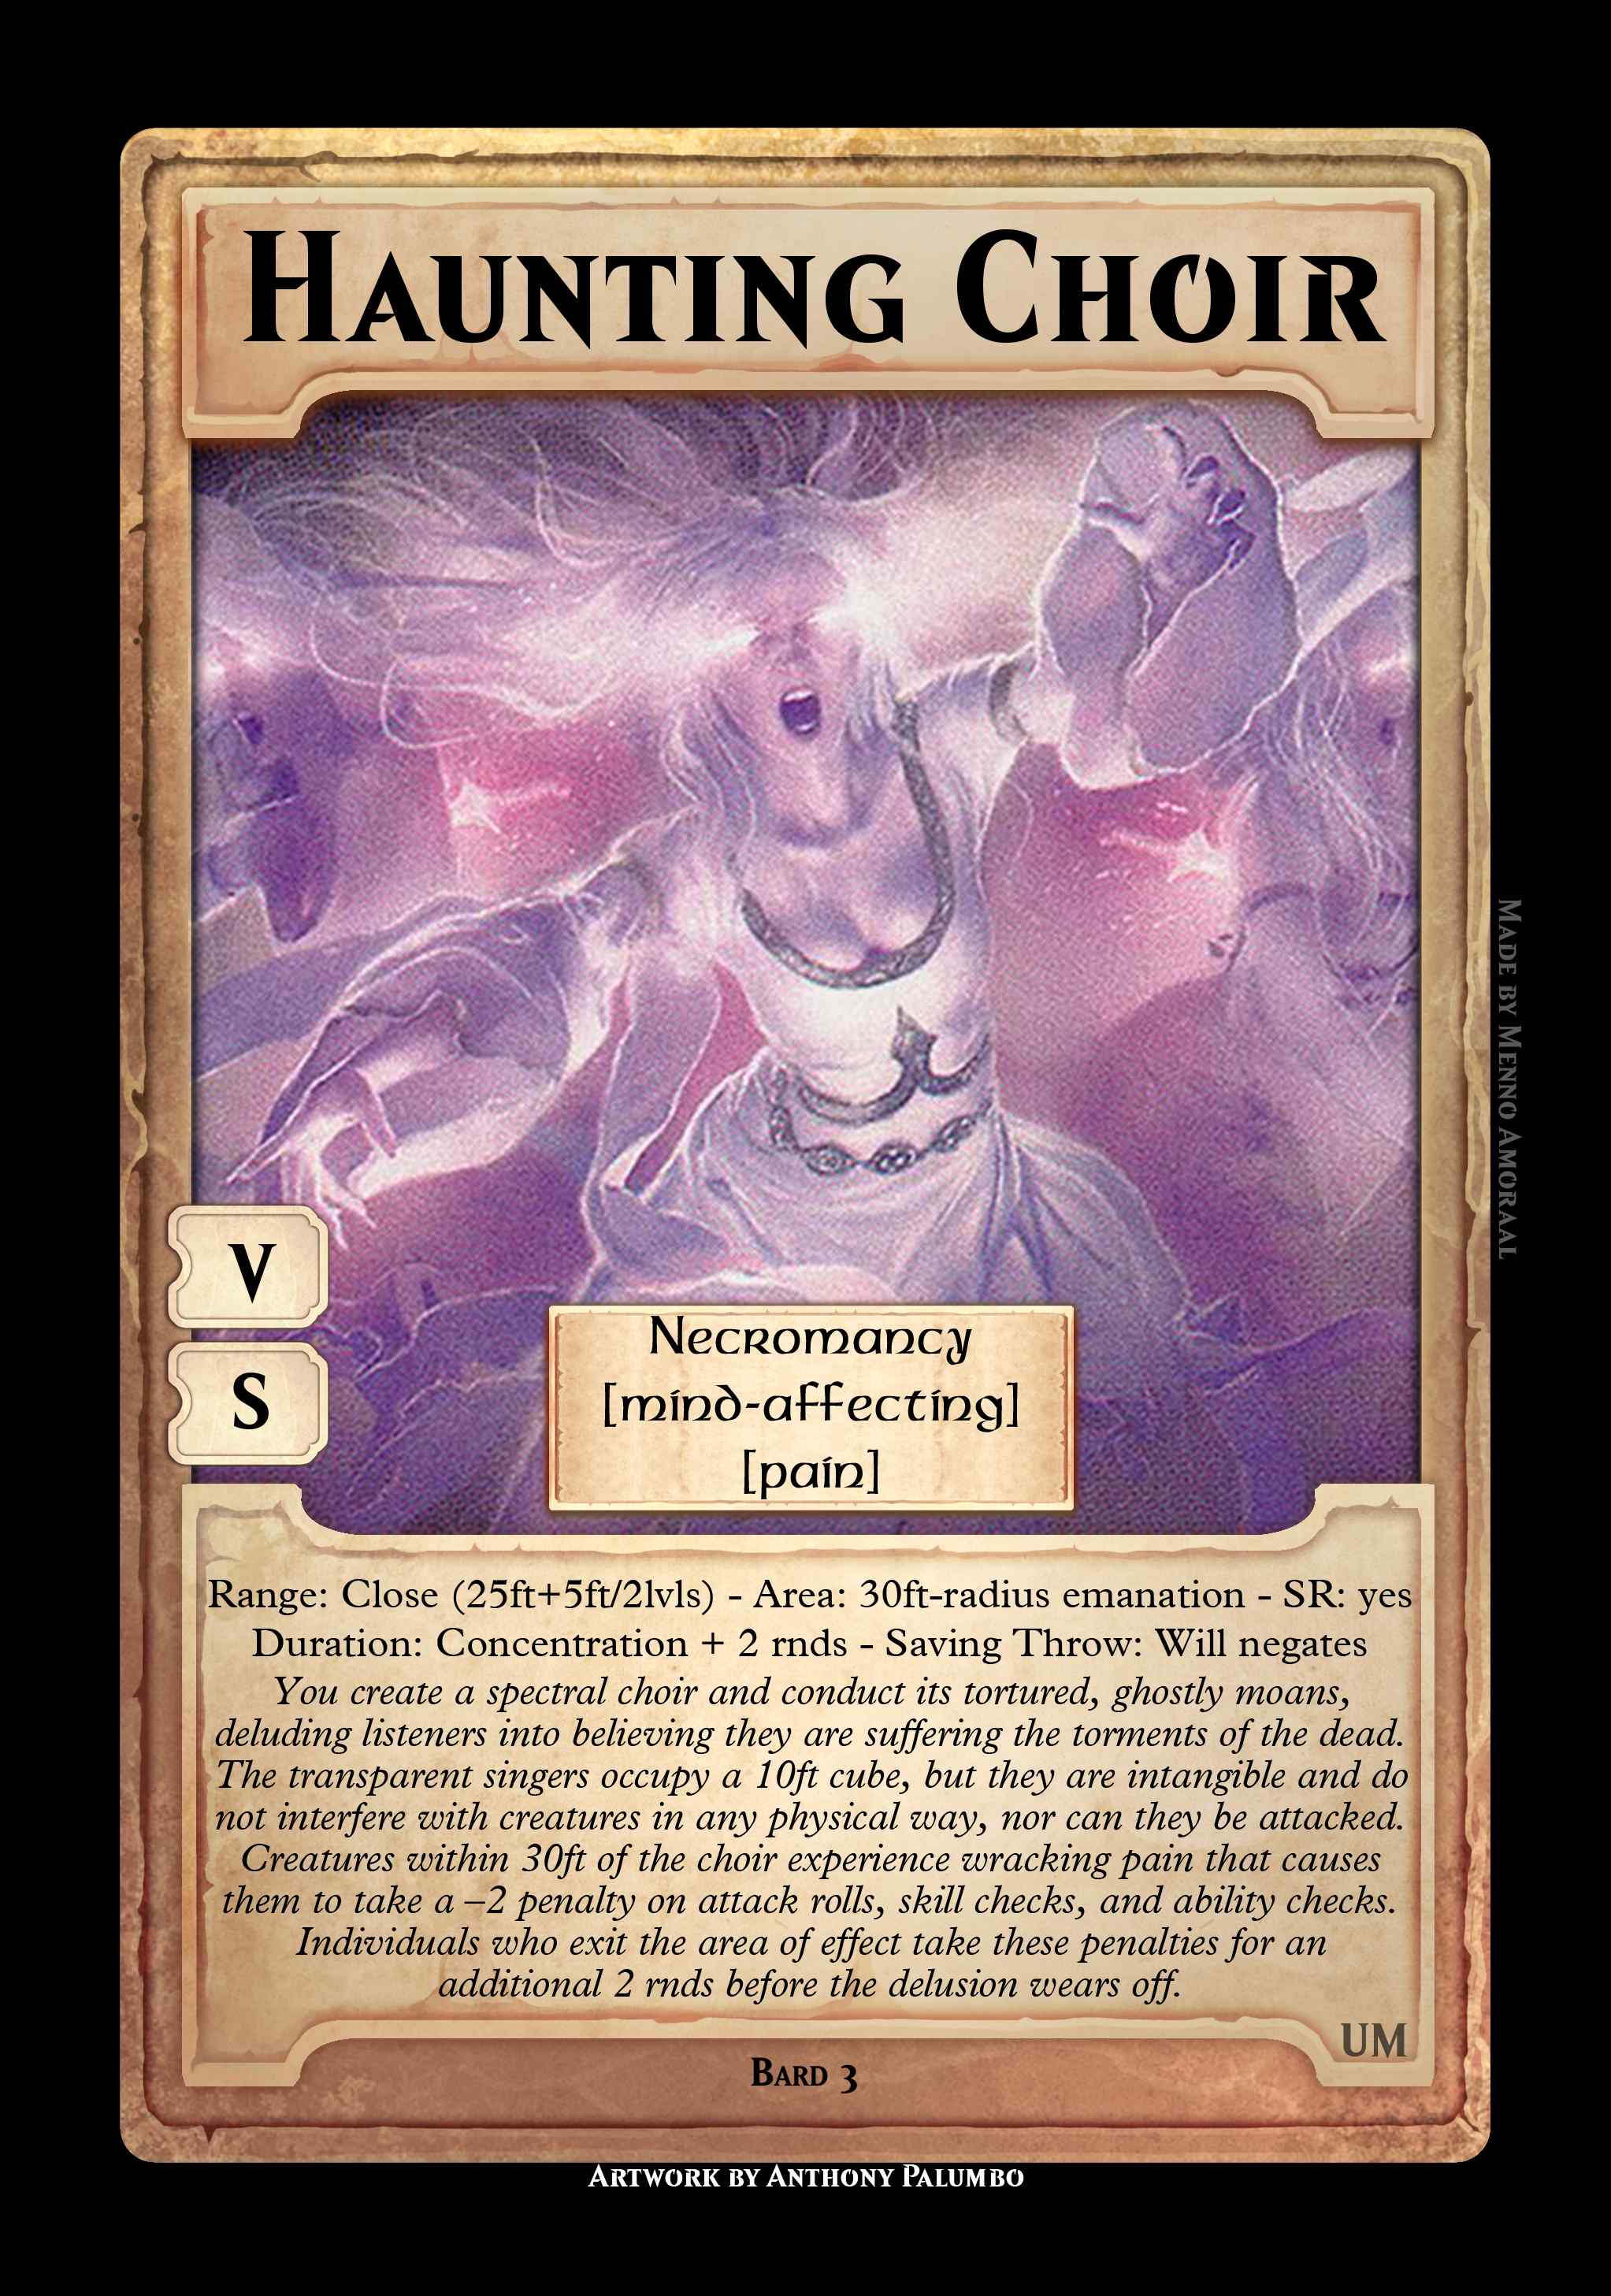 Haunting Choir
V
S
Necromancy
[mind-affecting]
[pain]
Range: Close (25ft+5ft/2lvls) - Area: 30ft-radius emanation - SR: yes
Duration: Concentration + 2 rnds - Saving Throw: Will negates
You create a spectral choir and conduct its tortured, ghostly moans,
deluding listeners into believing they are suffering the torments of the dead.
The transparent singers occupy a 10ft cube, but they are intangible and do
not interfere with creatures in any physical way, nor can they be attacked.
Creatures within 30ft of the choir experience wracking pain that causes
them to take a –2 penalty on attack rolls, skill checks, and ability checks.
Individuals who exit the area of effect take these penalties for an
additional 2 rnds before the delusion wears off.
UM
Bard 3
Artwork by Anthony Palumbo
Made by Menno Amoraal